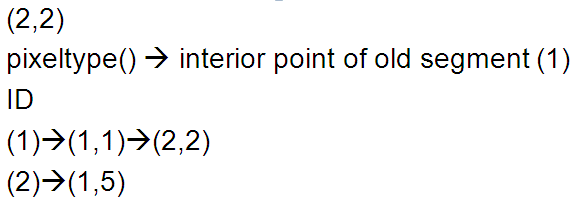 (2,2)
pixeltype() → interior point of old segment (1)
ID
(1)→(1,1)→(2,2)
(2)→(1,5)